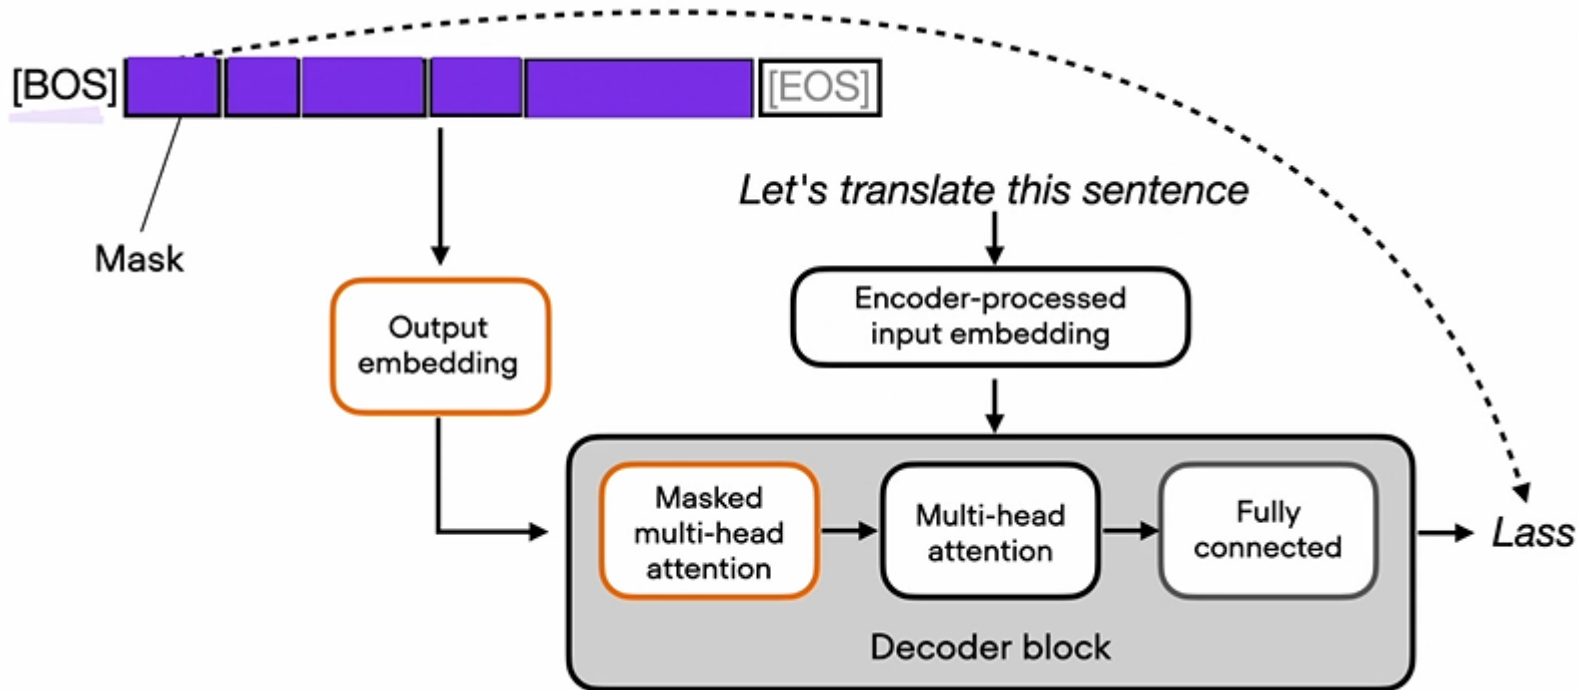 [BOS]
[EOS]
Mask
Let's translate this sentence
Output
embedding
Encoder-processed
input embedding
Masked
multi-head
attention
Multi-head
attention
Fully
connected
Lass
Decoder block